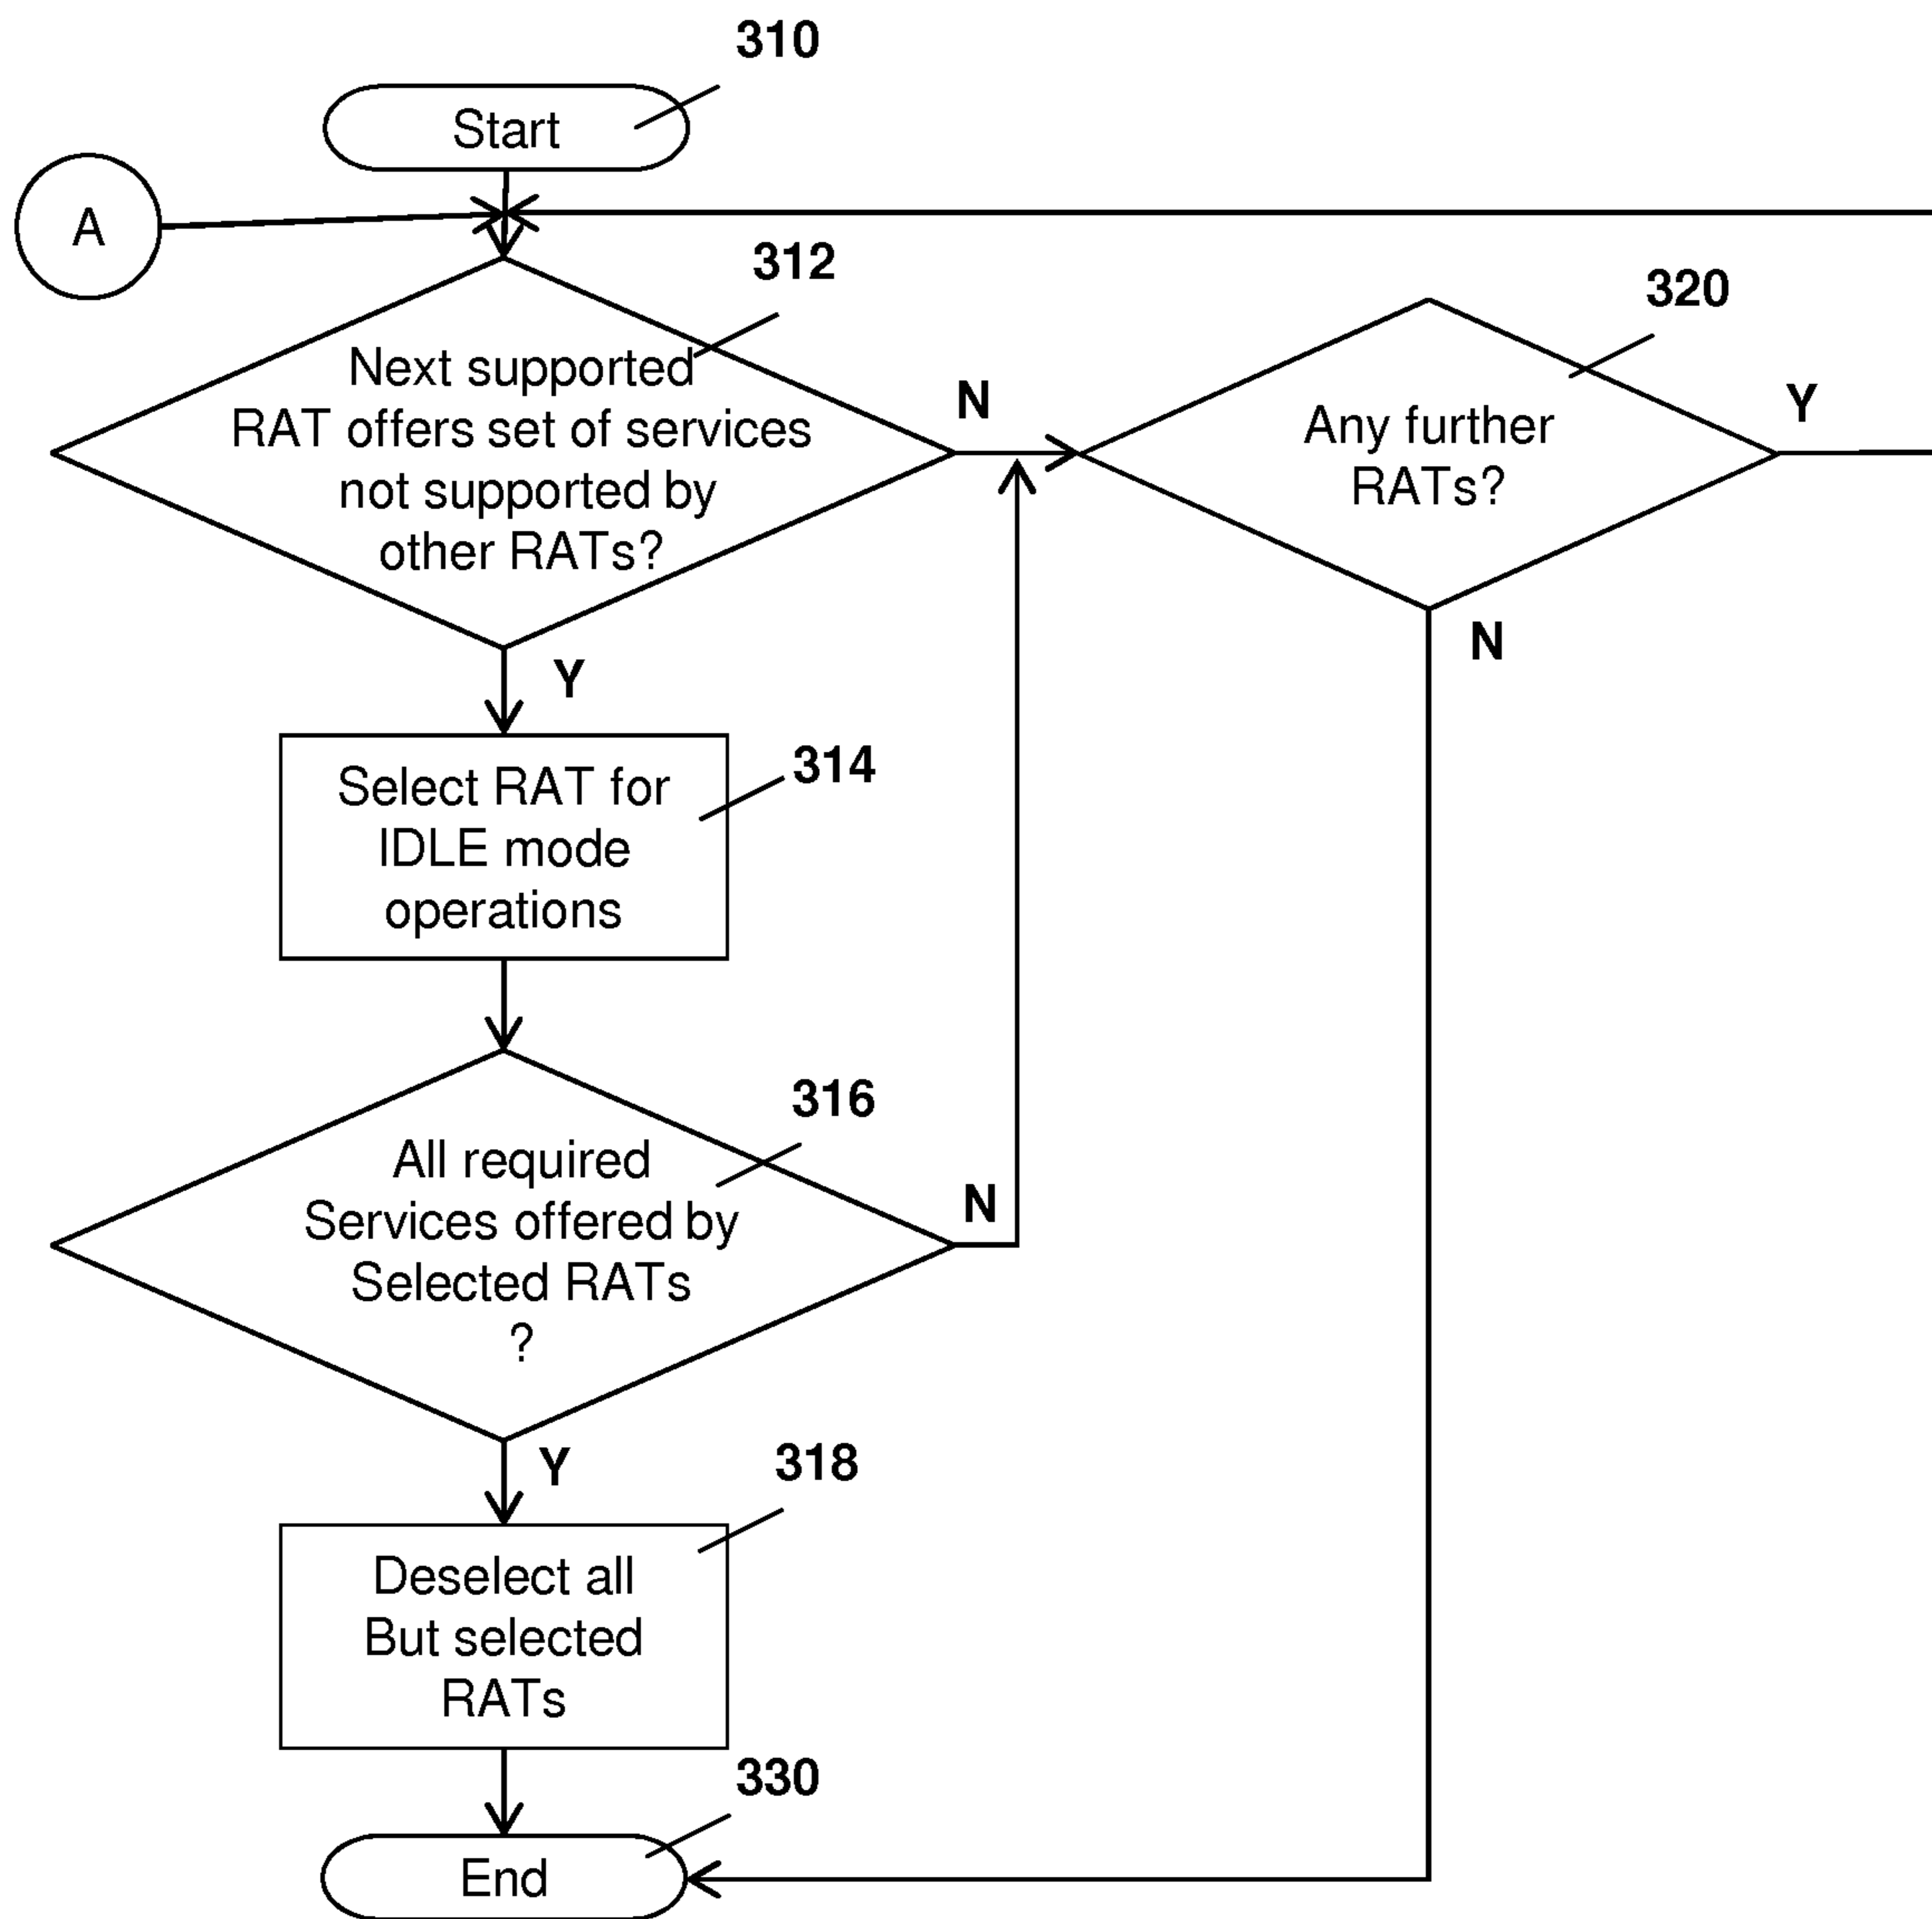 310
Start
A
312
Next supported
RAT offers set of services
not supported by
other RATs?
N
320
Any further
RATs?
Y
N
Y
314
Select RAT for
IDLE mode
operations
316
All required
Services offered by
Selected RATs
?
N
Y
318
Deselect all
But selected
RATs
330
End